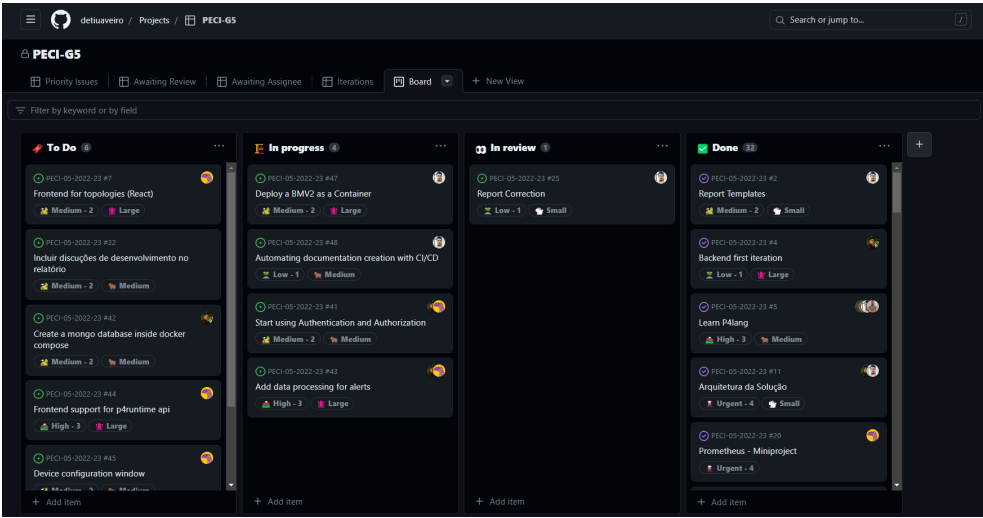 detiuaveiro / Projects / PECI-G5
Search or jump to... /
PECI-G5
Priority Issues
Awaiting Review
Awaiting Assignee
Iterations
Board
+ New View
Filter by keyword or by field
To Do 6
PECI-05-2022-23 #7
Frontend for topologies (React)
Medium - 2 Large
PECI-05-2022-23 #32
Incluir discuções de desenvolvimento no
relatório
Medium - 2 Medium
PECI-05-2022-23 #42
Create a mongo database inside docker
compose
Medium - 2 Medium
PECI-05-2022-23 #44
Frontend support for p4runtime api
High - 3 Large
PECI-05-2022-23 #45
Device configuration window
Medium - 2 Medium
+ Add item
In progress 4
PECI-05-2022-23 #47
Deploy a BMV2 as a Container
Medium - 2 Large
PECI-05-2022-23 #48
Automating documentation creation with CI/CD
Low - 1 Medium
PECI-05-2022-23 #41
Start using Authentication and Authorization
Medium - 2 Medium
PECI-05-2022-23 #43
Add data processing for alerts
High - 3 Large
+ Add item
In review 1
PECI-05-2022-23 #25
Report Correction
Low - 1 Small
+ Add item
Done 32
PECI-05-2022-23 #2
Report Templates
Medium - 2 Small
PECI-05-2022-23 #4
Backend first iteration
Low - 1 Large
PECI-05-2022-23 #5
Learn P4lang
High - 3 Medium
PECI-05-2022-23 #11
Arquitetura da Solução
Urgent - 4 Small
PECI-05-2022-23 #20
Prometheus - Miniproject
Urgent - 4
+ Add item
+